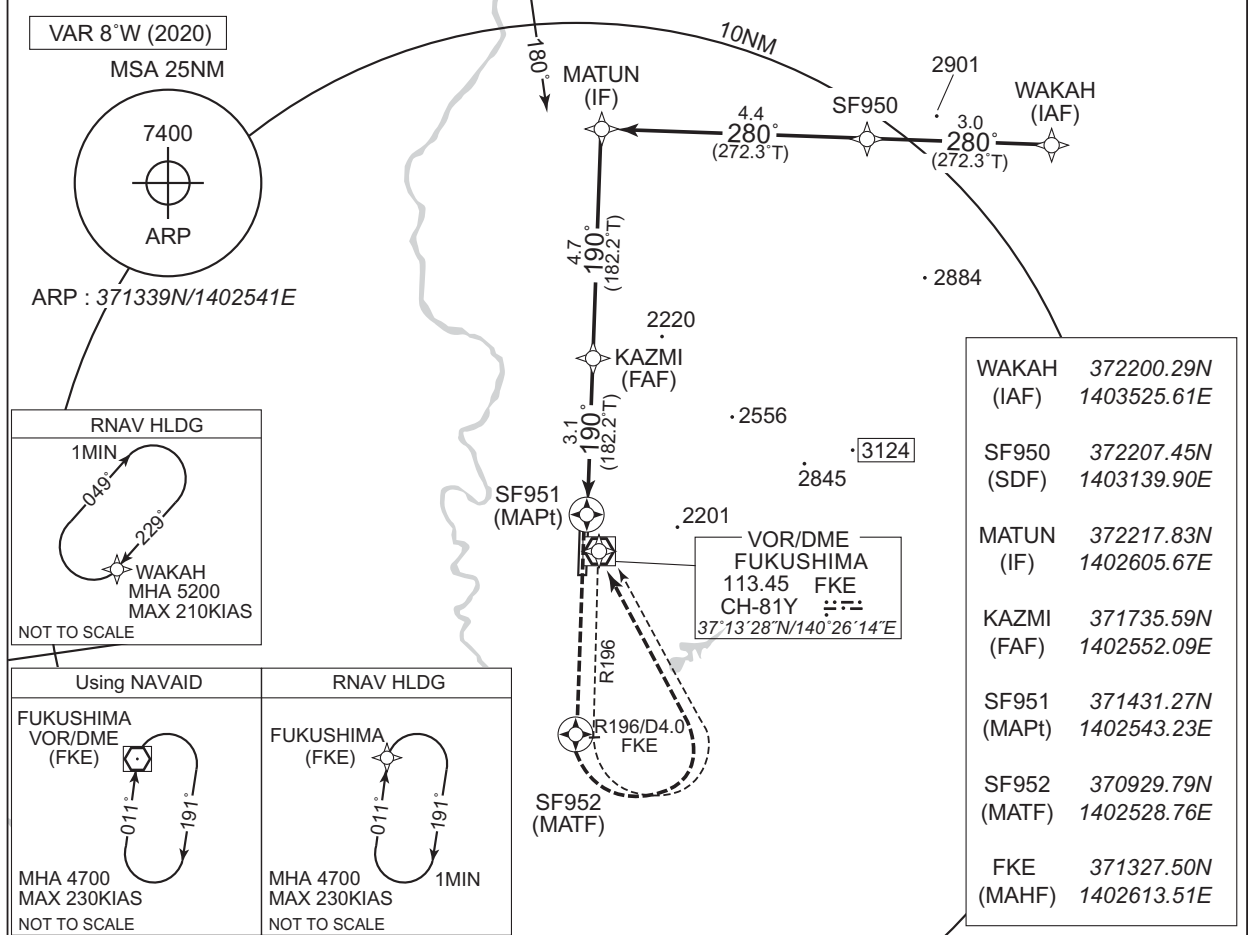 VAR 8˚W (2020)
MSA 25NM
7400
ARP
ARP : 371339N/1402541E
180˚
10NM
MATUN
(IF)
4.4
280˚
(272.3˚T)
SF950
2901
3.0
280˚
(272.3˚T)
WAKAH
(IAF)
4.7
190˚
(182.2˚T)
2884
2220
KAZMI
(FAF)
3.1
190˚
(182.2˚T)
2556
3124
2845
SF951
(MAPt)
2201
VOR/DME
FUKUSHIMA
113.45 FKE
CH-81Y
37˚13´28˝N/140˚26´14˝E
R196
R196/D4.0
FKE
SF952
(MATF)
RNAV HLDG
1MIN
049˚
229˚
WAKAH
MHA 5200
MAX 210KIAS
NOT TO SCALE
Using NAVAID
FUKUSHIMA
VOR/DME
(FKE)
011˚
191˚
MHA 4700
MAX 230KIAS
NOT TO SCALE
RNAV HLDG
FUKUSHIMA
(FKE)
011˚
191˚
MHA 4700 1MIN
MAX 230KIAS
NOT TO SCALE
WAKAH 372200.29N
(IAF) 1403525.61E
SF950 372207.45N
(SDF) 1403139.90E
MATUN 372217.83N
(IF) 1402605.67E
KAZMI 371735.59N
(FAF) 1402552.09E
SF951 371431.27N
(MAPt) 1402543.23E
SF952 370929.79N
(MATF) 1402528.76E
FKE 371327.50N
(MAHF) 1402613.51E